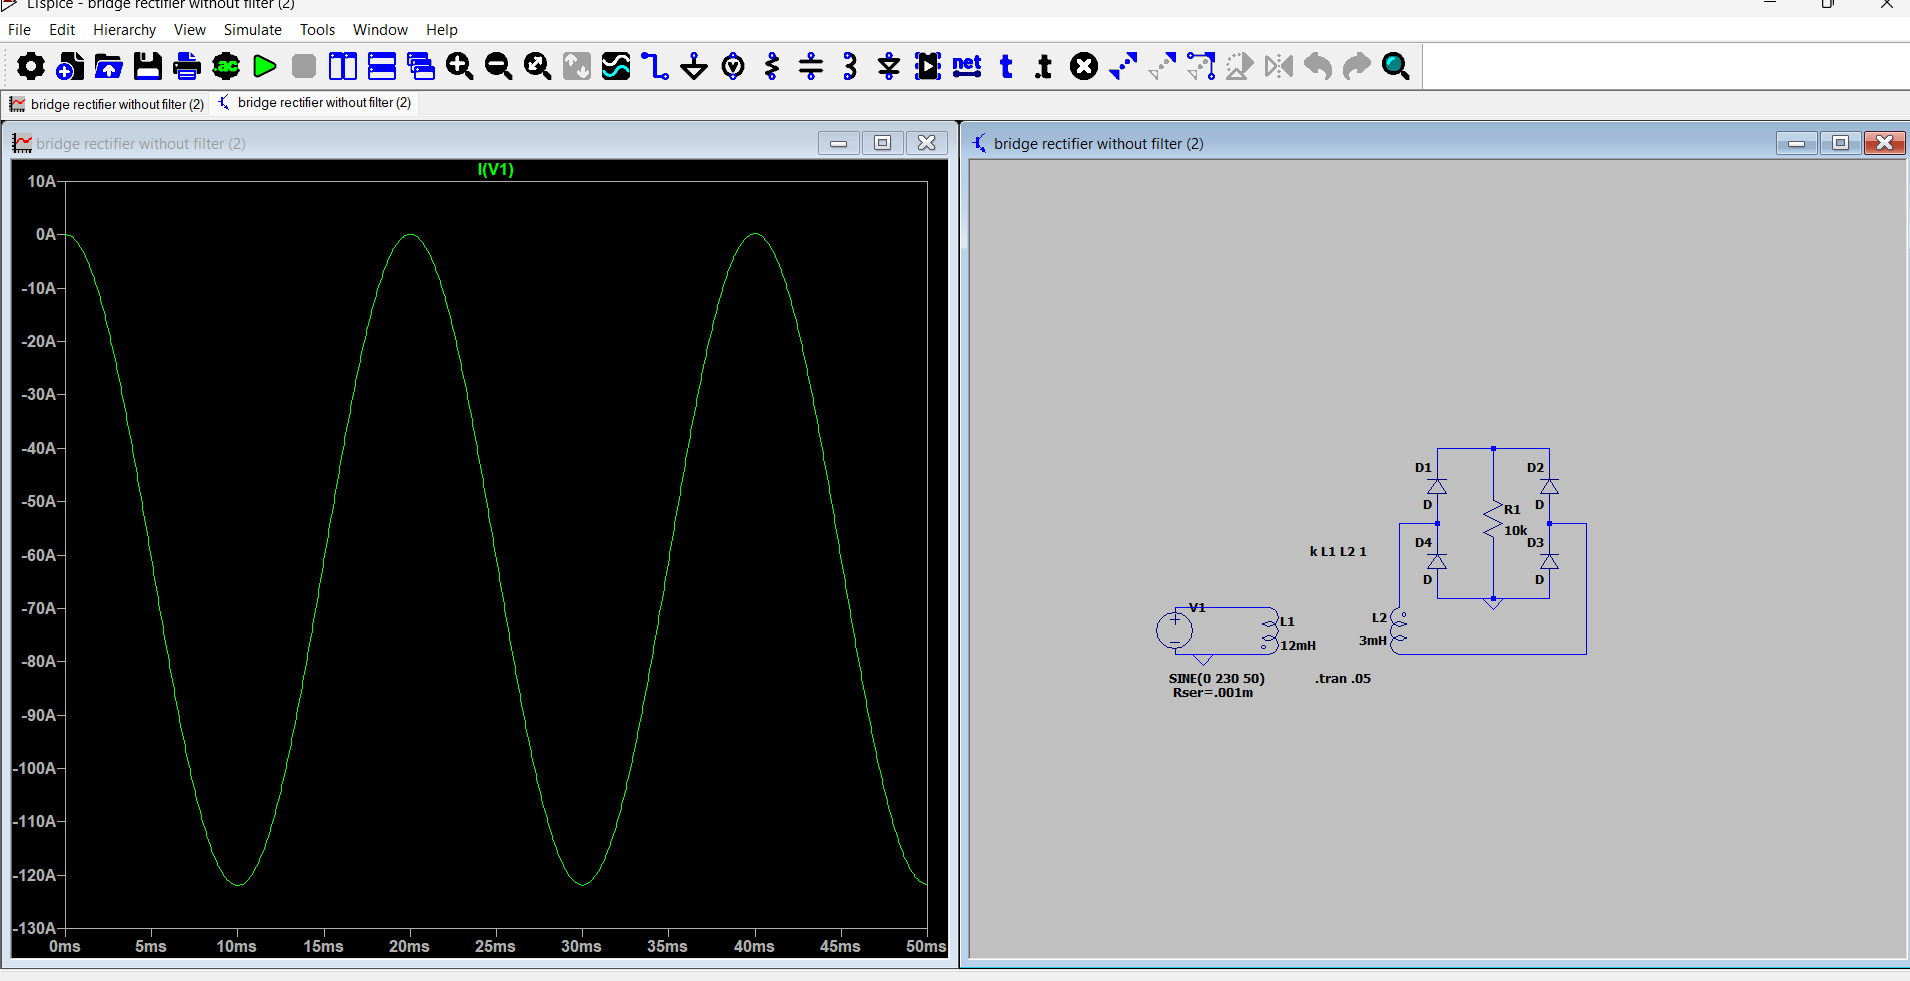 LTspice - bridge rectifier without filter (2)
File Edit Hierarchy View Simulate Tools Window Help
.ac net t .t
bridge rectifier without filter (2) bridge rectifier without filter (2)
bridge rectifier without filter (2)
I(V1)
10A
0A
-10A
-20A
-30A
-40A
-50A
-60A
-70A
-80A
-90A
-100A
-110A
-120A
-130A
0ms 5ms 10ms 15ms 20ms 25ms 30ms 35ms 40ms 45ms 50ms
bridge rectifier without filter (2)
D1 D2
D R1 D
10k
D4 D3
k L1 L2 1
D D
V1
L1 L2
12mH 3mH
SINE(0 230 50) .tran .05
Rser=.001m